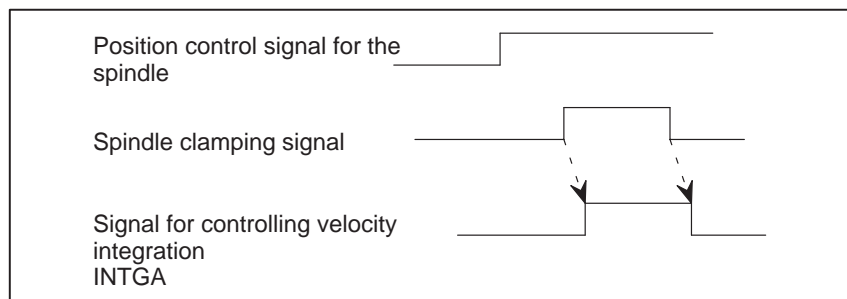 Position control signal for the
spindle
Spindle clamping signal
Signal for controlling velocity
integration
INTGA